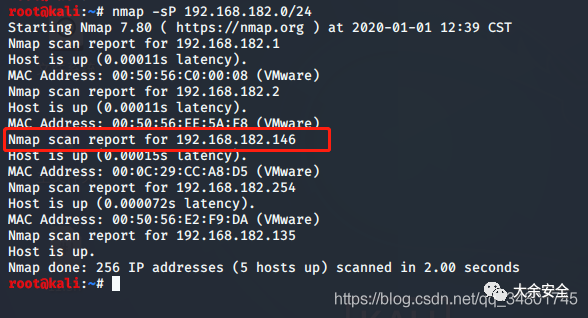 root@kali:~# nmap -sP 192.168.182.0/24
Starting Nmap 7.80 ( https://nmap.org ) at 2020-01-01 12:39 CST
Nmap scan report for 192.168.182.1
Host is up (0.00011s latency).
MAC Address: 00:50:56:C0:00:08 (VMware)
Nmap scan report for 192.168.182.2
Host is up (0.00011s latency).
MAC Address: 00:50:56:EE:5A:F8 (VMware)
Nmap scan report for 192.168.182.146
Host is up (0.00015s latency).
MAC Address: 00:0C:29:CC:A8:D5 (VMware)
Nmap scan report for 192.168.182.254
Host is up (0.000072s latency).
MAC Address: 00:50:56:E2:F9:DA (VMware)
Nmap scan report for 192.168.182.135
Host is up.
Nmap done: 256 IP addresses (5 hosts up) scanned in 2.00 seconds
root@kali:~#
大余安全
https://blog.csdn.net/qq_34801745